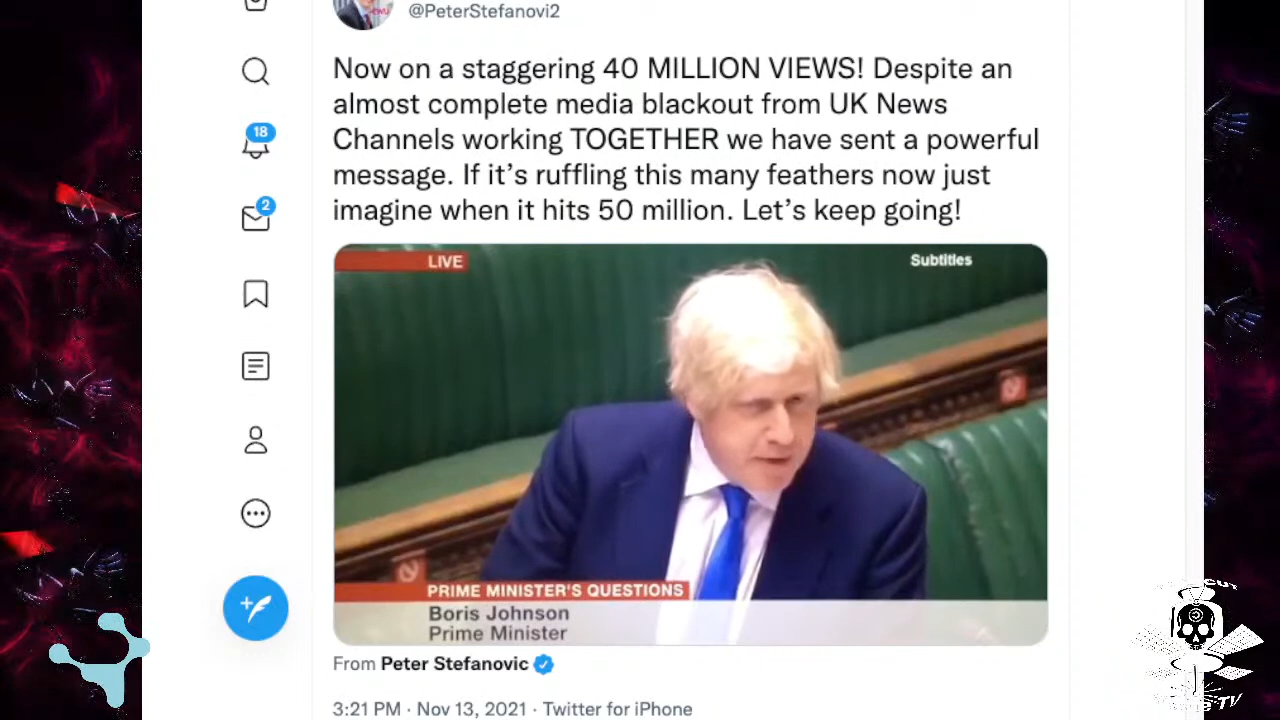 @PeterStefanovi2
Now on a staggering 40 MILLION VIEWS! Despite an
almost complete media blackout from UK News
Channels working TOGETHER we have sent a powerful
message. If it’s ruffling this many feathers now just
imagine when it hits 50 million. Let’s keep going!
18
2
LIVE
Subtitles
PRIME MINISTER'S QUESTIONS
Boris Johnson
Prime Minister
From Peter Stefanovic
3:21 PM · Nov 13, 2021 · Twitter for iPhone